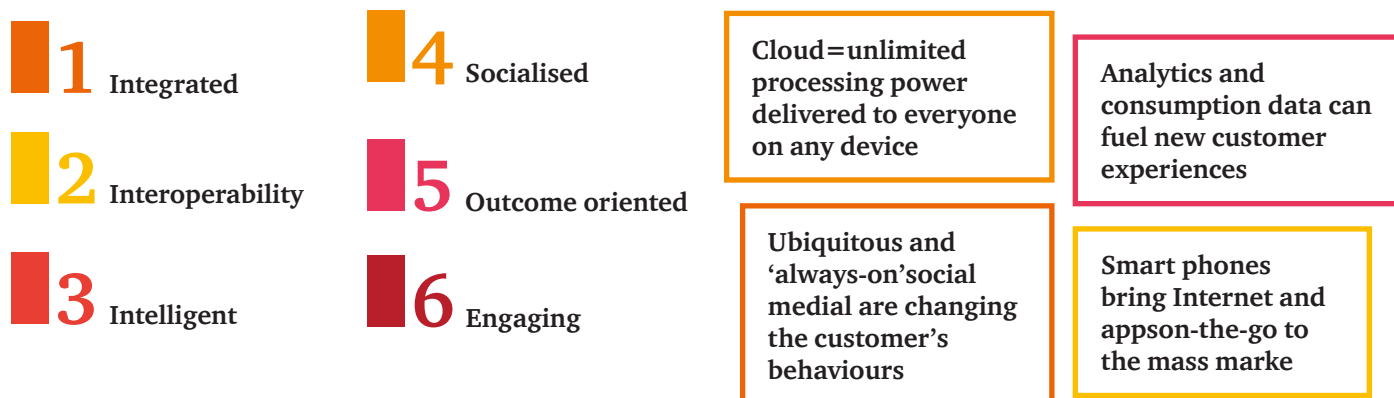 1 Integrated
2 Interoperability
3 Intelligent
4 Socialised
5 Outcome oriented
6 Engaging
Cloud=unlimited
processing power
delivered to everyone
on any device
Analytics and
consumption data can
fuel new customer
experiences
Ubiquitous and
‘always-on’social
medial are changing
the customer’s
behaviours
Smart phones
bring Internet and
appson-the-go to
the mass marke